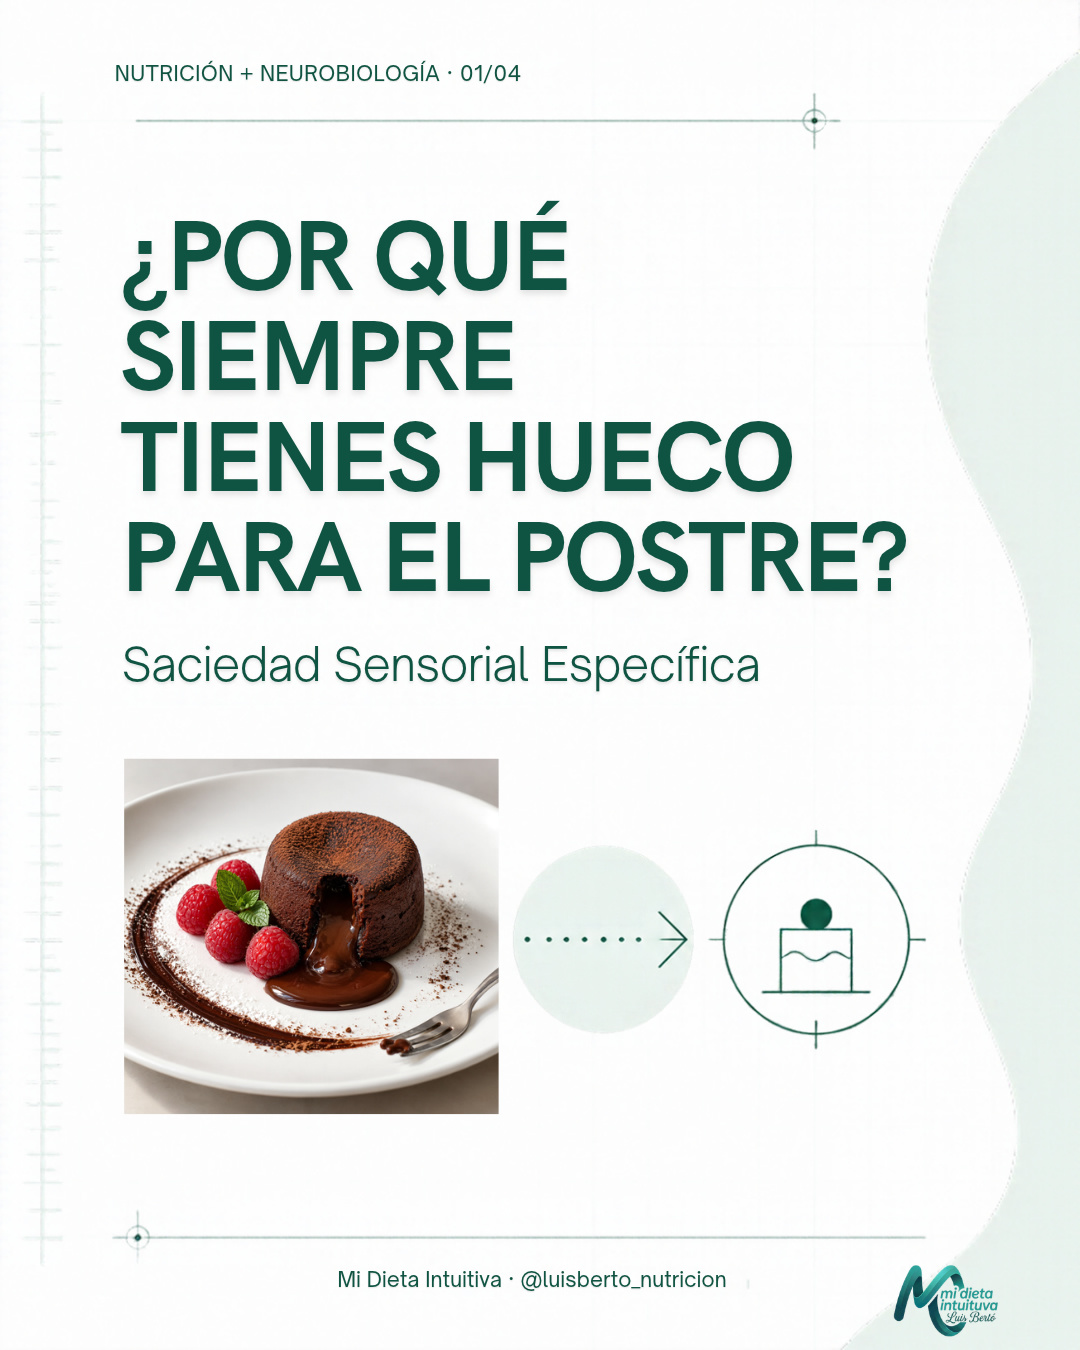 NUTRICIÓN + NEUROBIOLOGÍA · 01/04
¿POR QUÉ
SIEMPRE
TIENES HUECO
PARA EL POSTRE?
Saciedad Sensorial Específica
Mi Dieta Intuitiva · @luisberto_nutricion
mi dieta
intuituva
Luis Bertó